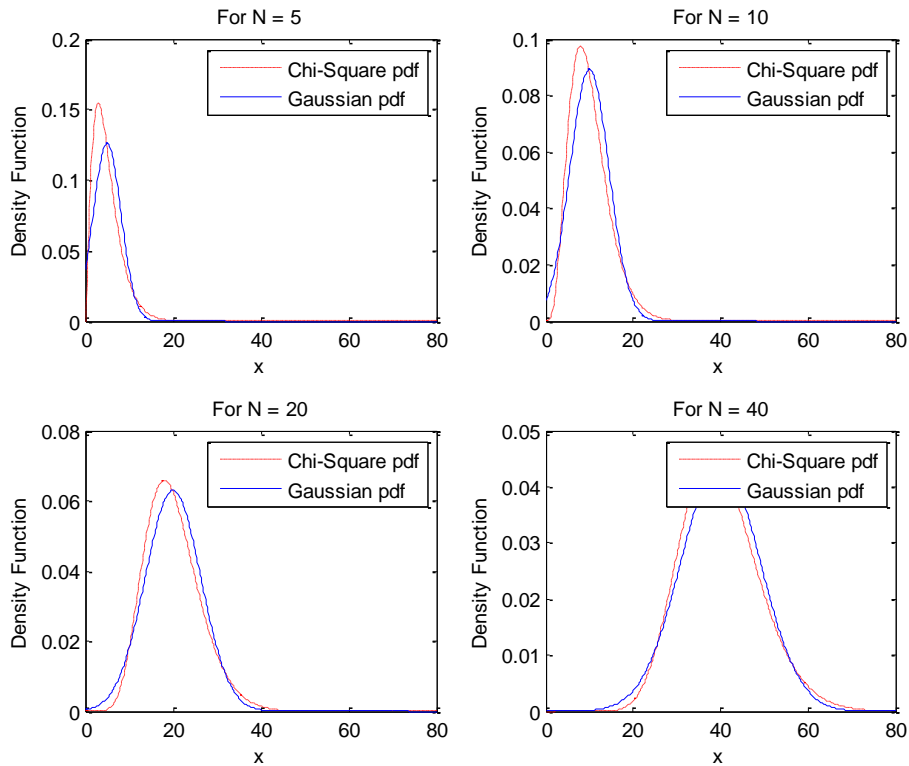 For N = 5
0.2
0.15
0.1
0.05
0
0 20 40 60 80
Density Function
x
Chi-Square pdf
Gaussian pdf
For N = 10
0.1
0.08
0.06
0.04
0.02
0
0 20 40 60 80
Density Function
x
Chi-Square pdf
Gaussian pdf
For N = 20
0.08
0.06
0.04
0.02
0
0 20 40 60 80
Density Function
x
Chi-Square pdf
Gaussian pdf
For N = 40
0.05
0.04
0.03
0.02
0.01
0
0 20 40 60 80
Density Function
x
Chi-Square pdf
Gaussian pdf